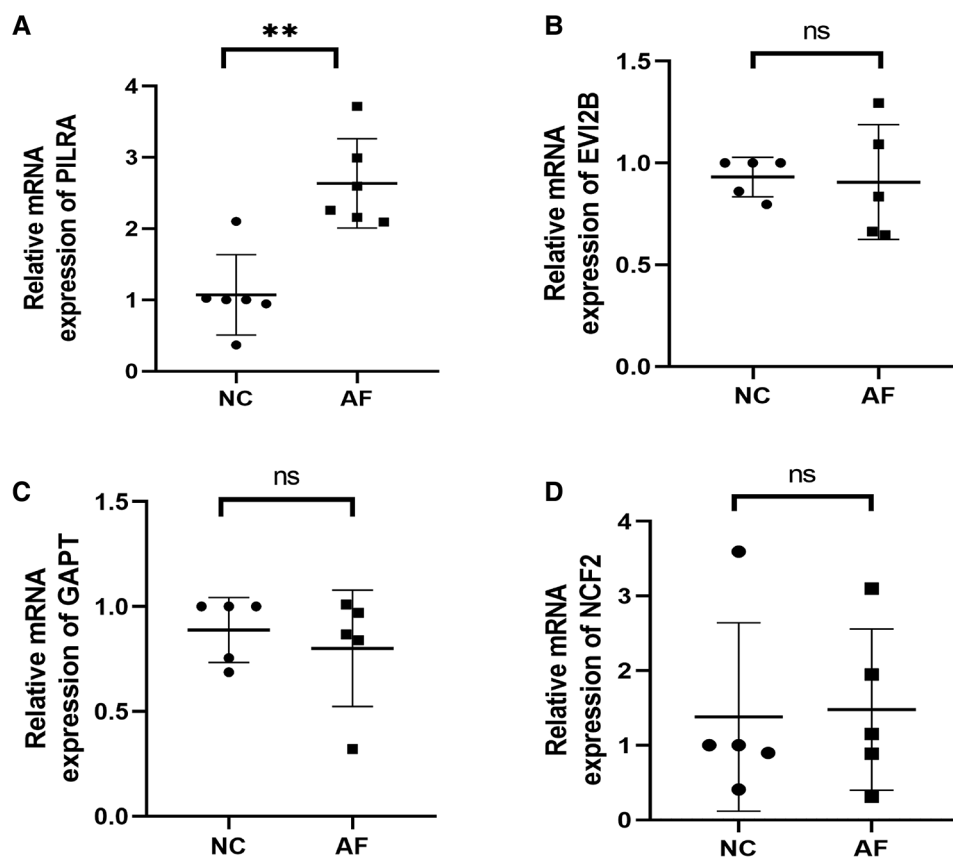 A
**
Relative mRNA
expression of PILRA
4
3
2
1
0
NC AF
B
ns
Relative mRNA
expression of EVI2B
1.5
1.0
0.5
0.0
NC AF
C
ns
Relative mRNA
expression of GAPT
1.5
1.0
0.5
0.0
NC AF
D
ns
Relative mRNA
expression of NCF2
4
3
2
1
0
NC AF